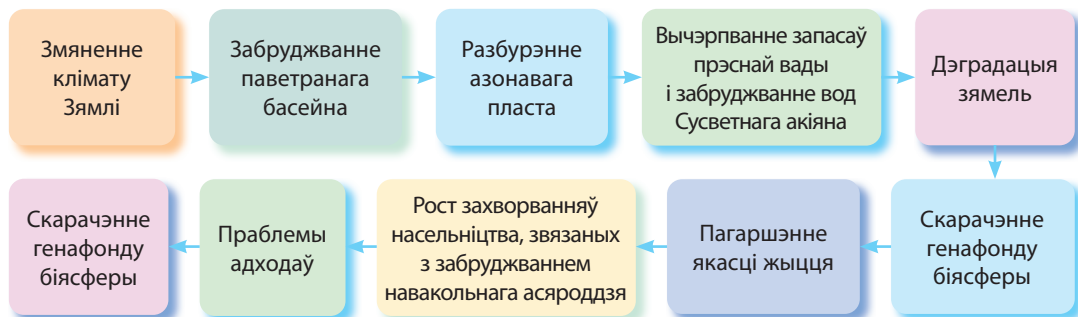 Змяненне
клімату
Зямлі
Забруджванне
паветранага
басейна
Разбурэнне
азонавага
пласта
Вычэрпванне запасаў
прэснай вады
і забруджванне вод
Сусветнага акіяна
Дэградацыя
зямель
Скарачэнне
генафонду
біясферы
Пагаршэнне
якасці жыцця
Рост захворванняў
насельніцтва, звязаных
з забруджваннем
навакольнага асяроддзя
Праблемы
адходаў
Скарачэнне
генафонду
біясферы